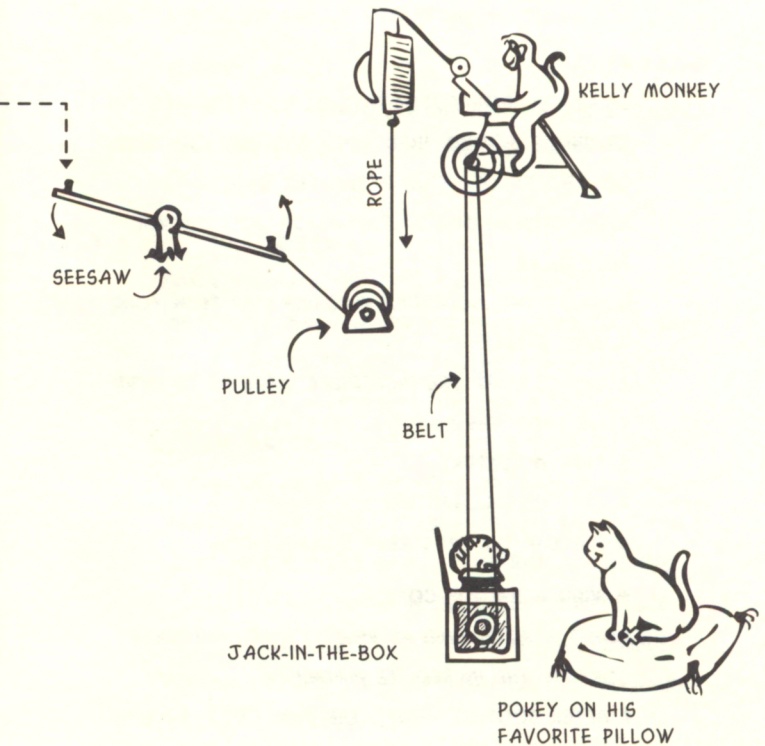 KELLY MONKEY
ROPE
SEESAW
PULLEY
BELT
JACK-IN-THE-BOX
POKEY ON HIS
FAVORITE PILLOW